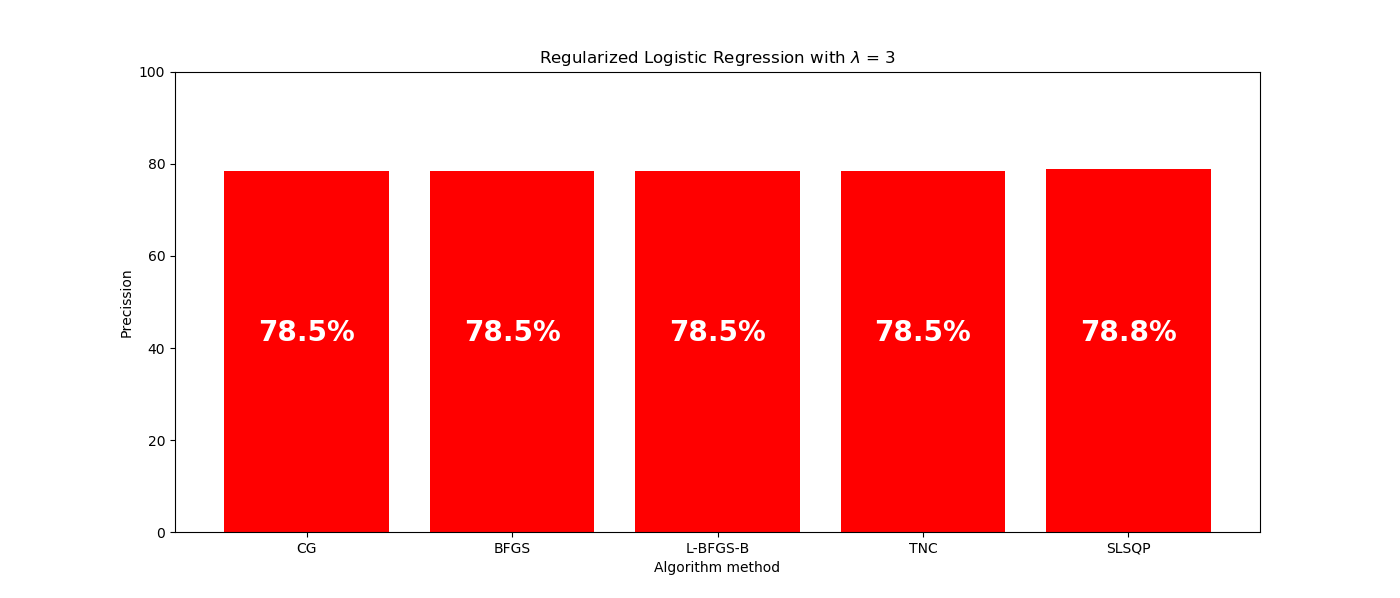 Regularized Logistic Regression with λ = 3
100
80
60
40
20
0
Precission
78.5% 78.5% 78.5% 78.5% 78.8%
CG BFGS L-BFGS-B TNC SLSQP
Algorithm method